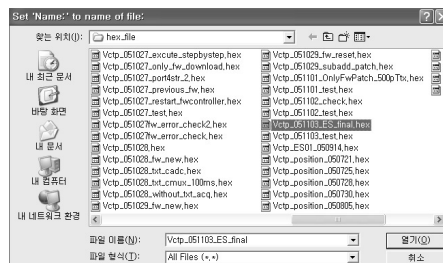 Set 'Name:' to name of file:
찾는 위치(I):
hex_file
내 최근 문서
바탕 화면
내 문서
내 컴퓨터
내 네트워크 환경
Vctp_051027_excute_stepbystep.hex
Vctp_051027_only_fw_download.hex
Vctp_051027_port4str_2.hex
Vctp_051027_previous_fw.hex
Vctp_051027_restart_fwcontroller.hex
Vctp_051027_test.hex
Vctp_051027fw_error_check2.hex
Vctp_051027fw_error_check.hex
Vctp_051028.hex
Vctp_051028_fw_new.hex
Vctp_051028_txt_cadc.hex
Vctp_051028_txt_cmux_100ms.hex
Vctp_051028_without_txt_acq.hex
Vctp_051029_fw_new.hex
Vctp_051029_fw_reset.hex
Vctp_051029_subadd_patch.hex
Vctp_051101_OnlyFwPatch_500pTtx.hex
Vctp_051101_test.hex
Vctp_051102_check.hex
Vctp_051102_test.hex
Vctp_051103_ES_final.hex
Vctp_051103_test.hex
Vctp_ES01_050914.hex
Vctp_position_050721.hex
Vctp_position_050725.hex
Vctp_position_050728.hex
Vctp_position_050730.hex
Vctp_position_050805.hex
파일 이름(N):
Vctp_051103_ES_final
열기(O)
파일 형식(T):
All Files (*.*)
취소